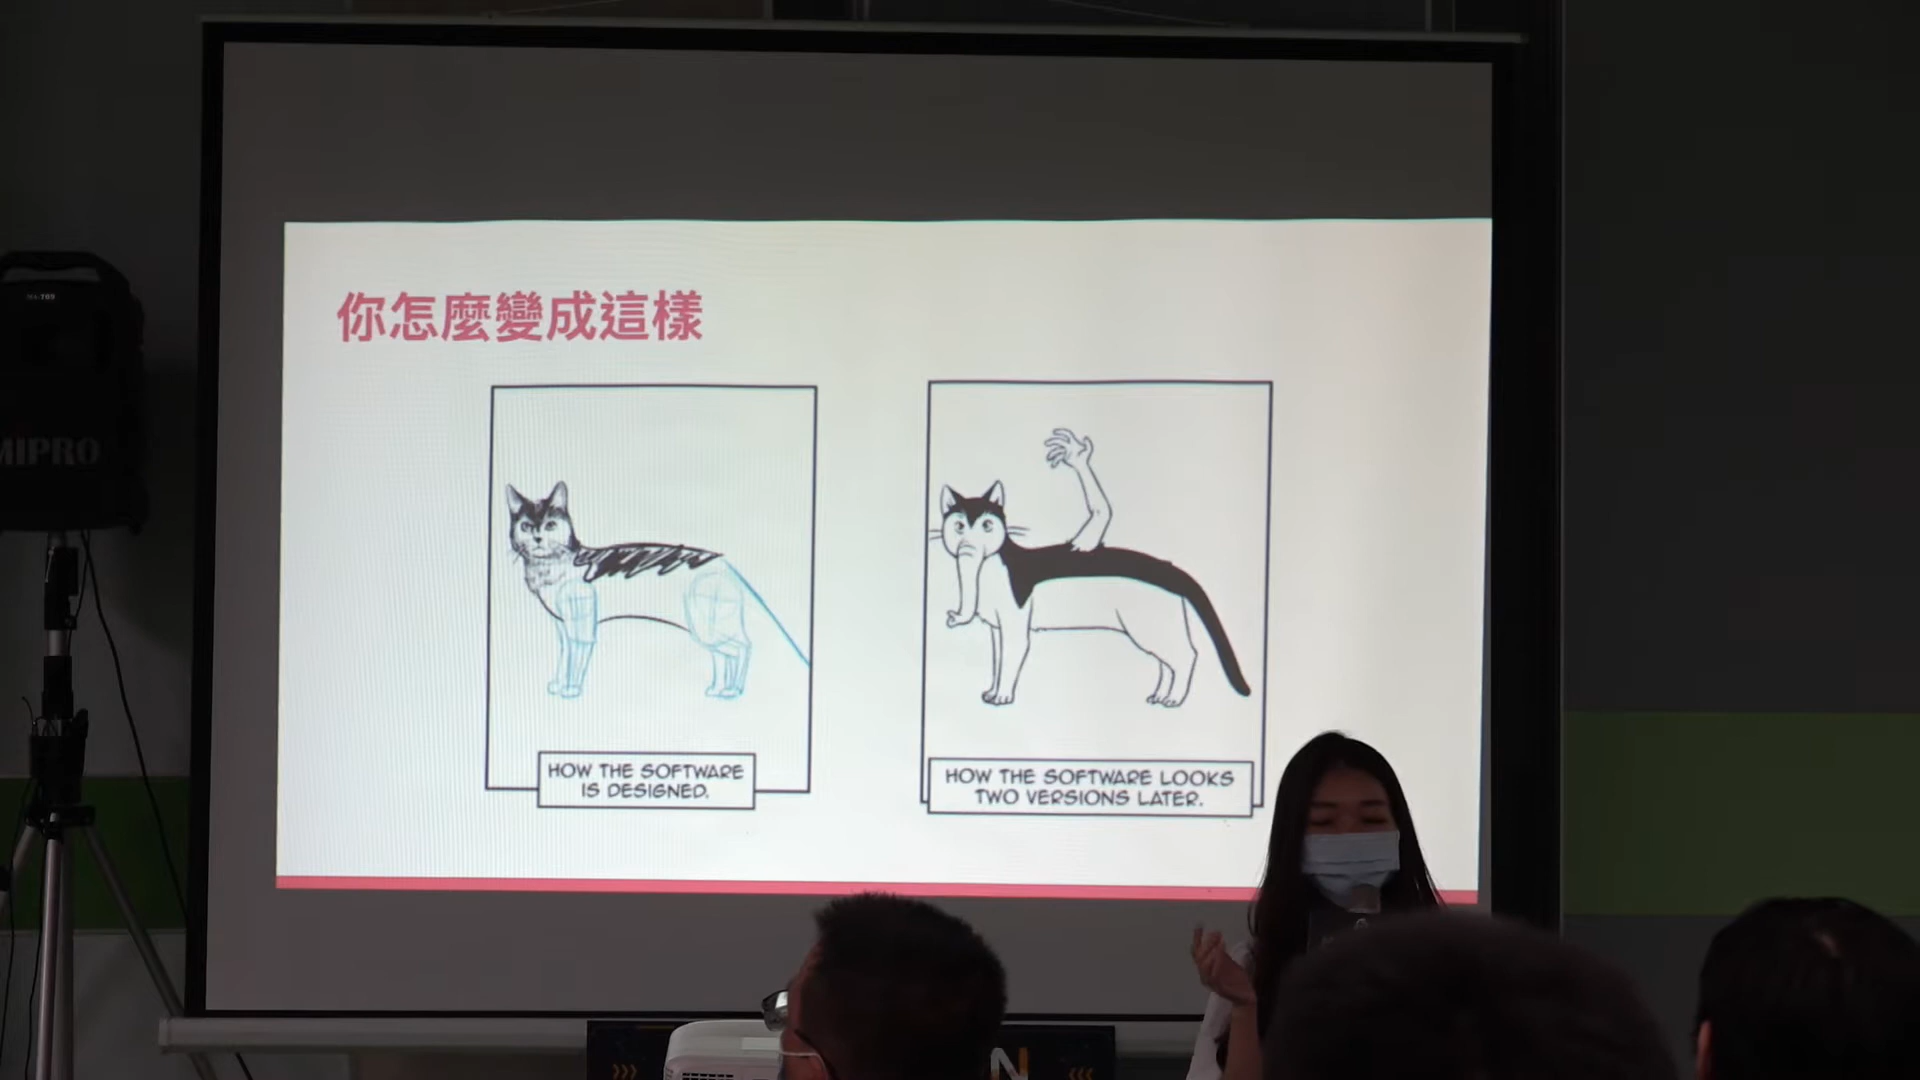 你怎麼變成這樣
HOW THE SOFTWARE
IS DESIGNED.
HOW THE SOFTWARE LOOKS
TWO VERSIONS LATER.
MIPRO
N